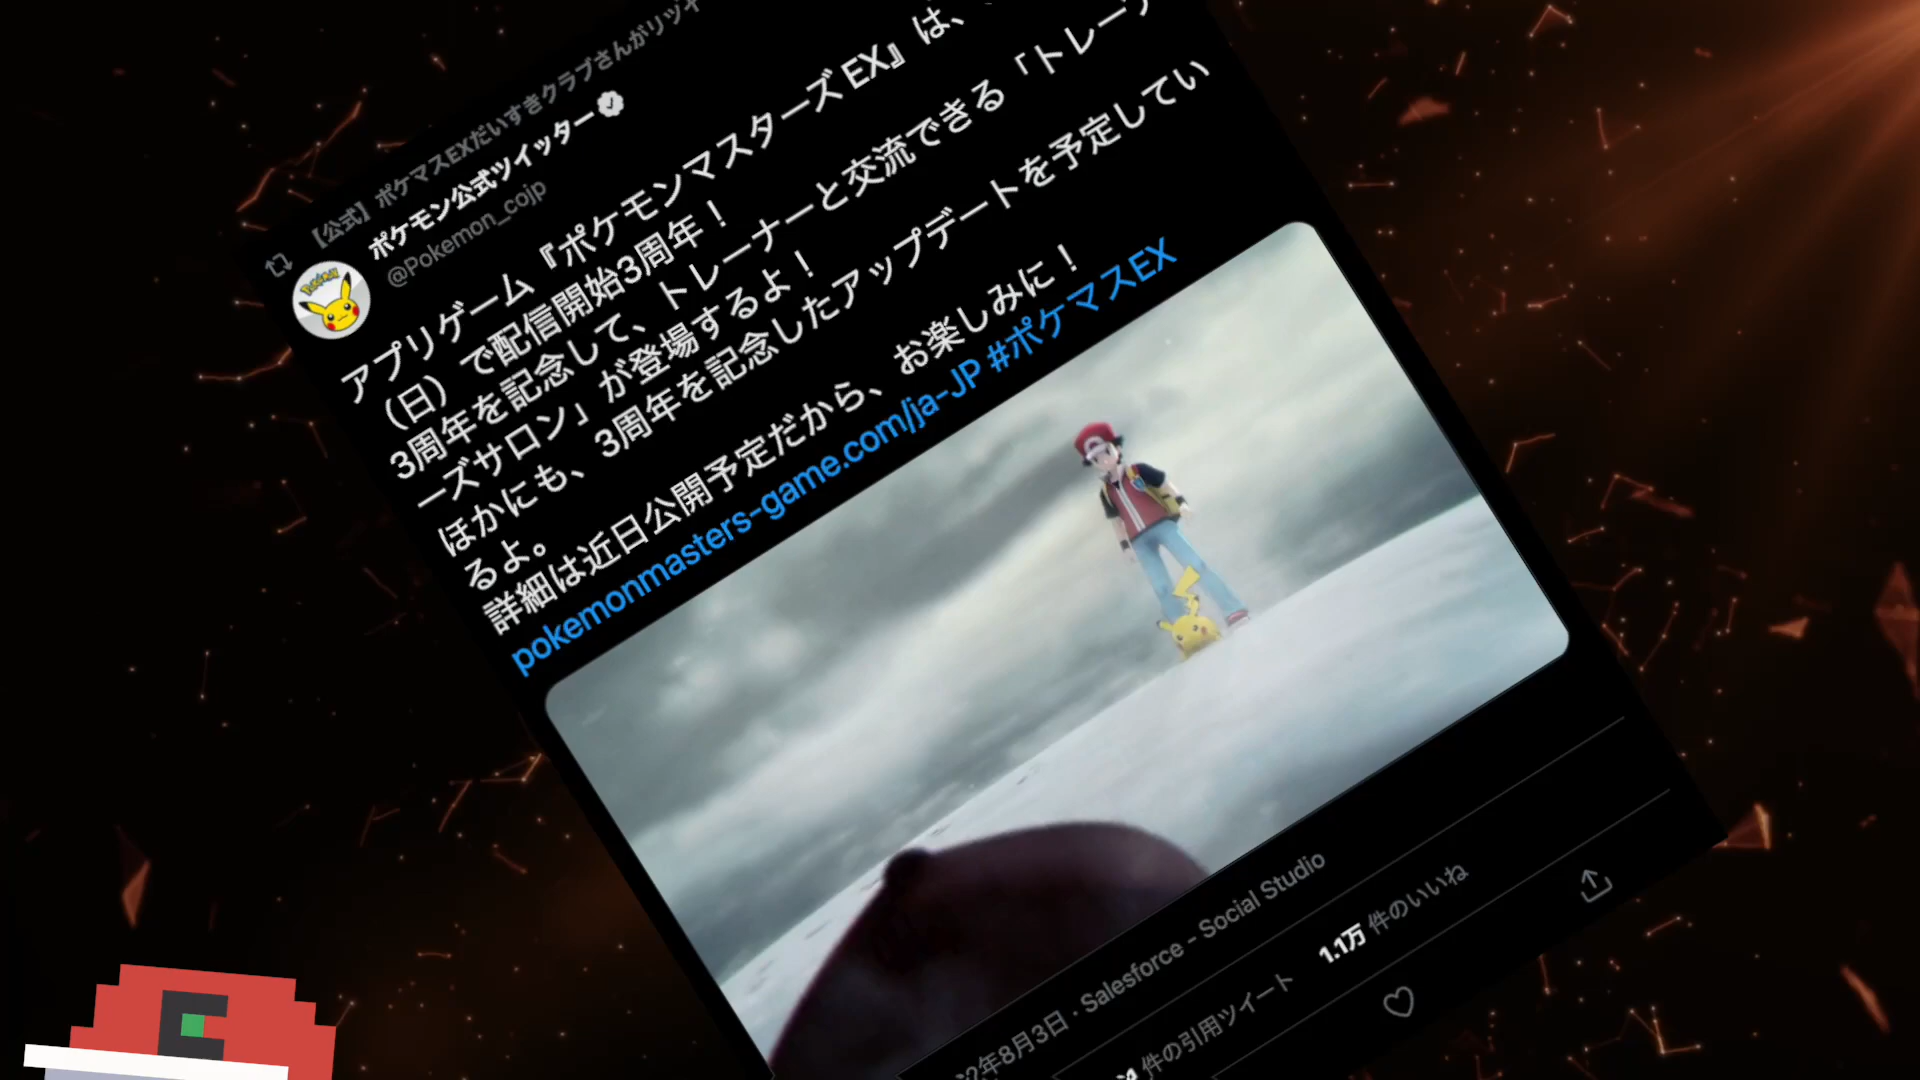 【公式】ポケマスEXだいすきクラブさんがリツイ
ポケモン公式ツイッター
@Pokemon_cojp
アプリゲーム『ポケモンマスターズ EX』は、
（日）で配信開始3周年！
3周年を記念して、トレーナーと交流できる「トレーナ
ーズサロン」が登場するよ！
ほかにも、3周年を記念したアップデートを予定してい
るよ。
詳細は近日公開予定だから、お楽しみに！
pokemonmasters-game.com/ja-JP #ポケマスEX
年8月3日 · Salesforce - Social Studio
件の引用ツイート 1.1万 件のいいね